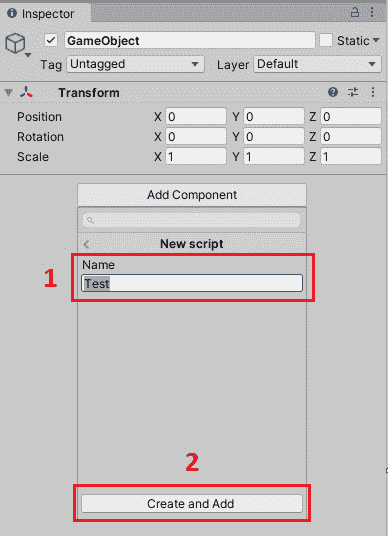 Inspector
GameObject Static
Tag Untagged Layer Default
Transform
Position X 0 Y 0 Z 0
Rotation X 0 Y 0 Z 0
Scale X 1 Y 1 Z 1
Add Component
New script
1
Name
Test
2
Create and Add